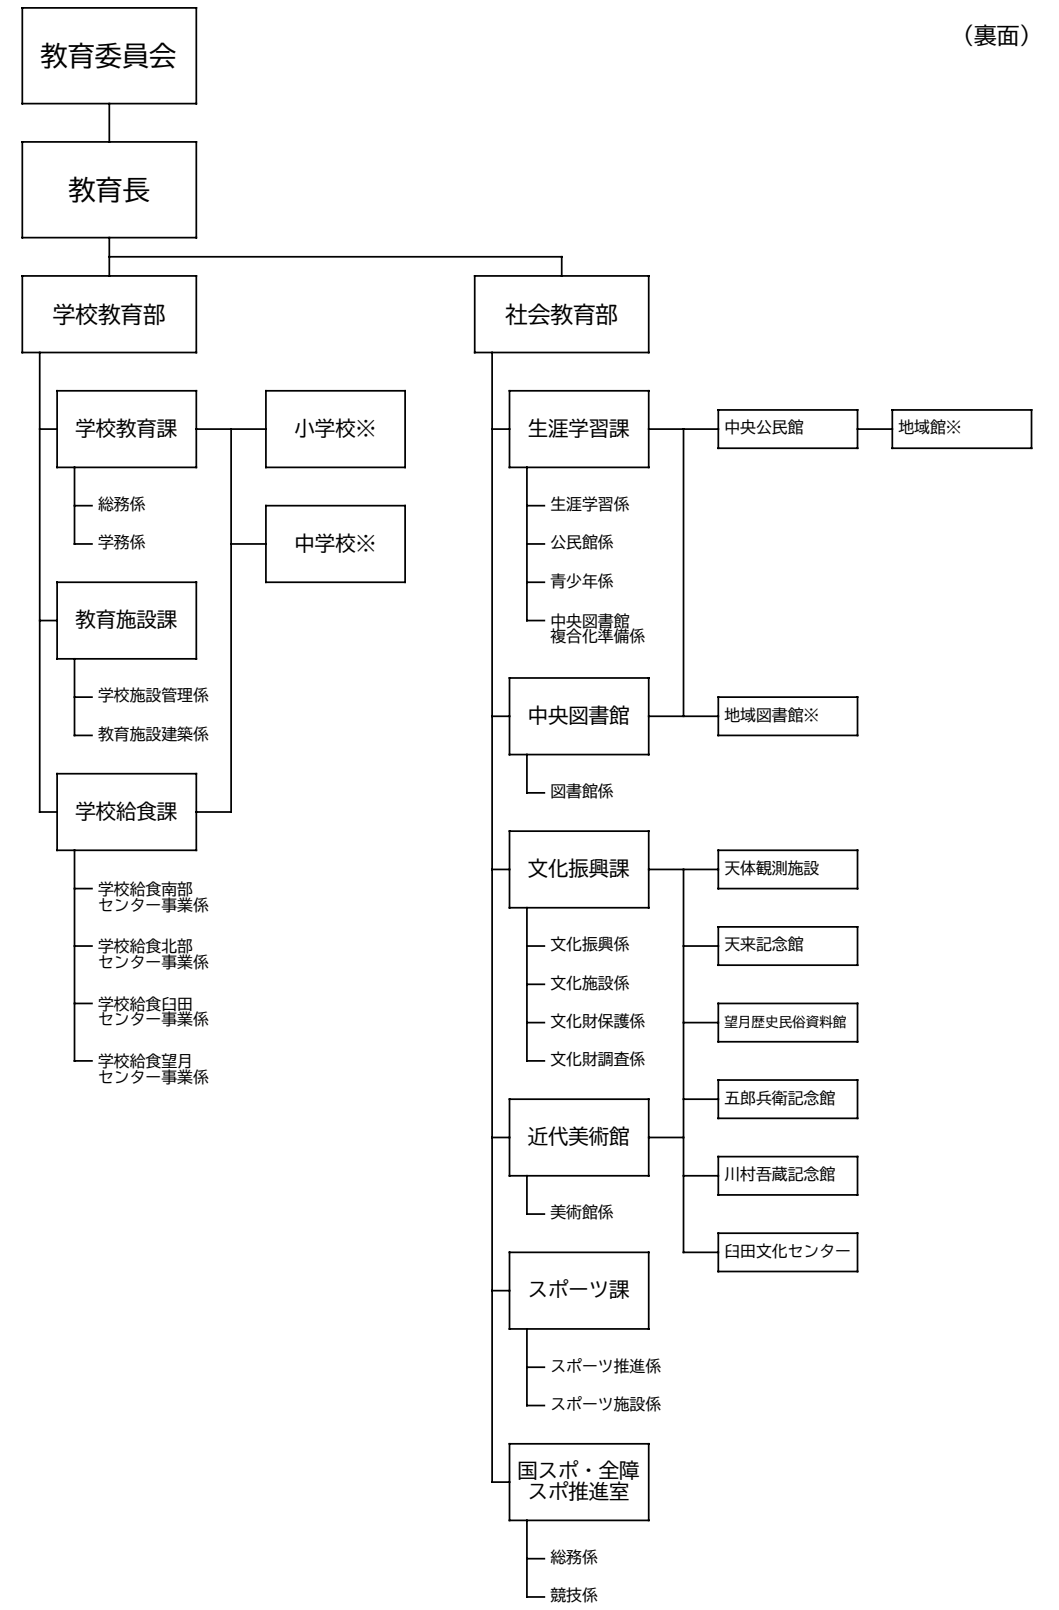 （裏面）
教育委員会
教育長
学校教育部
学校教育課
総務係
学務係
小学校※
中学校※
教育施設課
学校施設管理係
教育施設建築係
学校給食課
学校給食南部
センター事業係
学校給食北部
センター事業係
学校給食臼田
センター事業係
学校給食望月
センター事業係
社会教育部
生涯学習課
生涯学習係
公民館係
青少年係
中央図書館
複合化準備係
中央公民館
地域館※
中央図書館
図書館係
地域図書館※
文化振興課
文化振興係
文化施設係
文化財保護係
文化財調査係
天体観測施設
天来記念館
望月歴史民俗資料館
五郎兵衛記念館
川村吾蔵記念館
臼田文化センター
近代美術館
美術館係
スポーツ課
スポーツ推進係
スポーツ施設係
国スポ・全障
スポ推進室
総務係
競技係